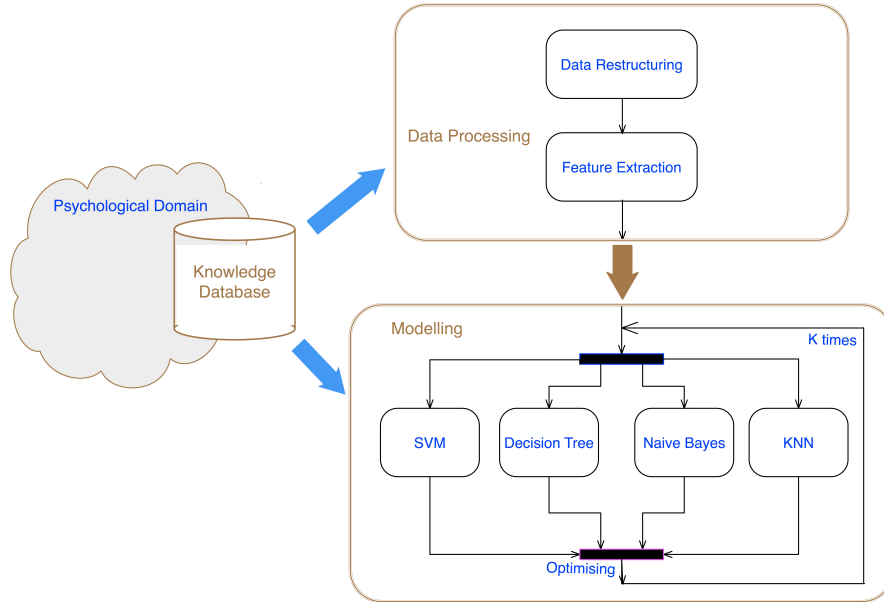 Data Restructuring
Data Processing
Feature Extraction
Psychological Domain
Knowledge
Database
Modelling
K times
SVM
Decision Tree
Naive Bayes
KNN
Optimising